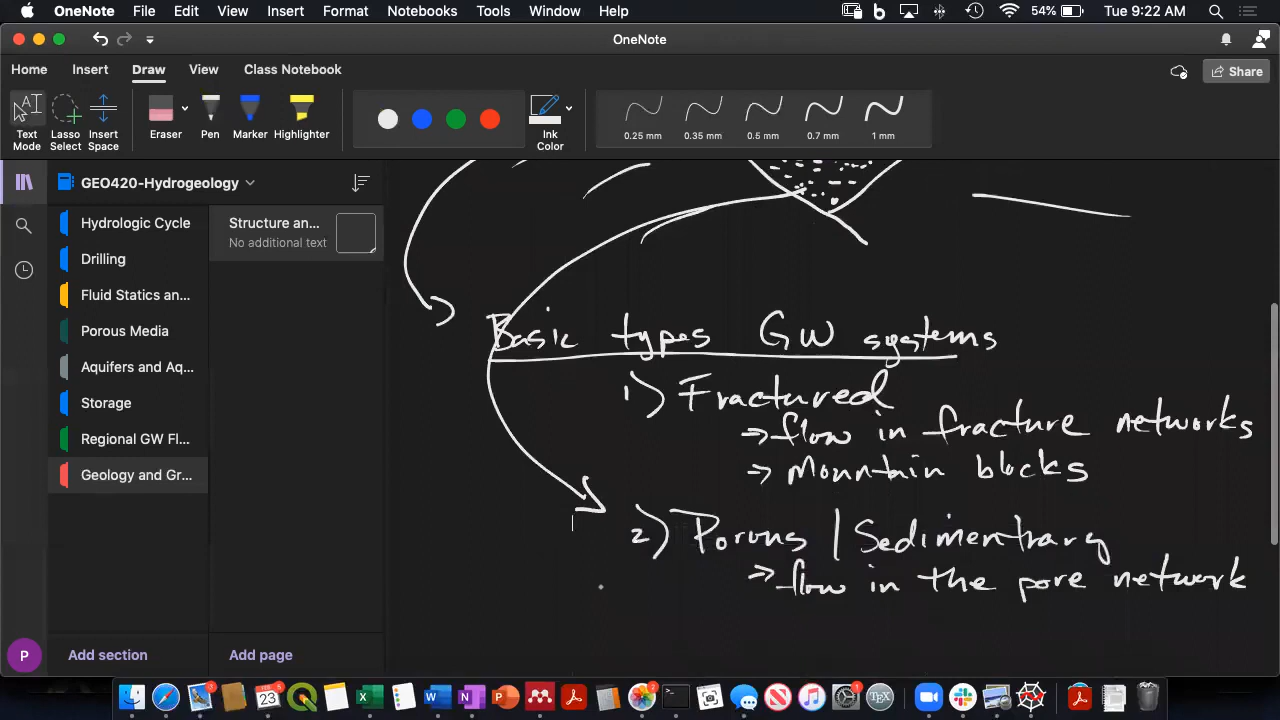 OneNote File Edit View Insert Format Notebooks Tools Window Help 54% Tue 9:22 AM
OneNote
Home Insert Draw View Class Notebook Share
Text Mode Lasso Select Insert Space Eraser Pen Marker Highlighter Ink Color 0.25 mm 0.35 mm 0.5 mm 0.7 mm 1 mm
GEO420-Hydrogeology
Hydrologic Cycle
Drilling
Fluid Statics an...
Porous Media
Aquifers and Aq...
Storage
Regional GW Fl...
Geology and Gr...
Structure an...
No additional text
Basic types GW systems
1) Fractured
→ flow in fracture networks
→ Mountain blocks
2) Porous | Sedimentrary
→ flow in the pore network
P Add section Add page